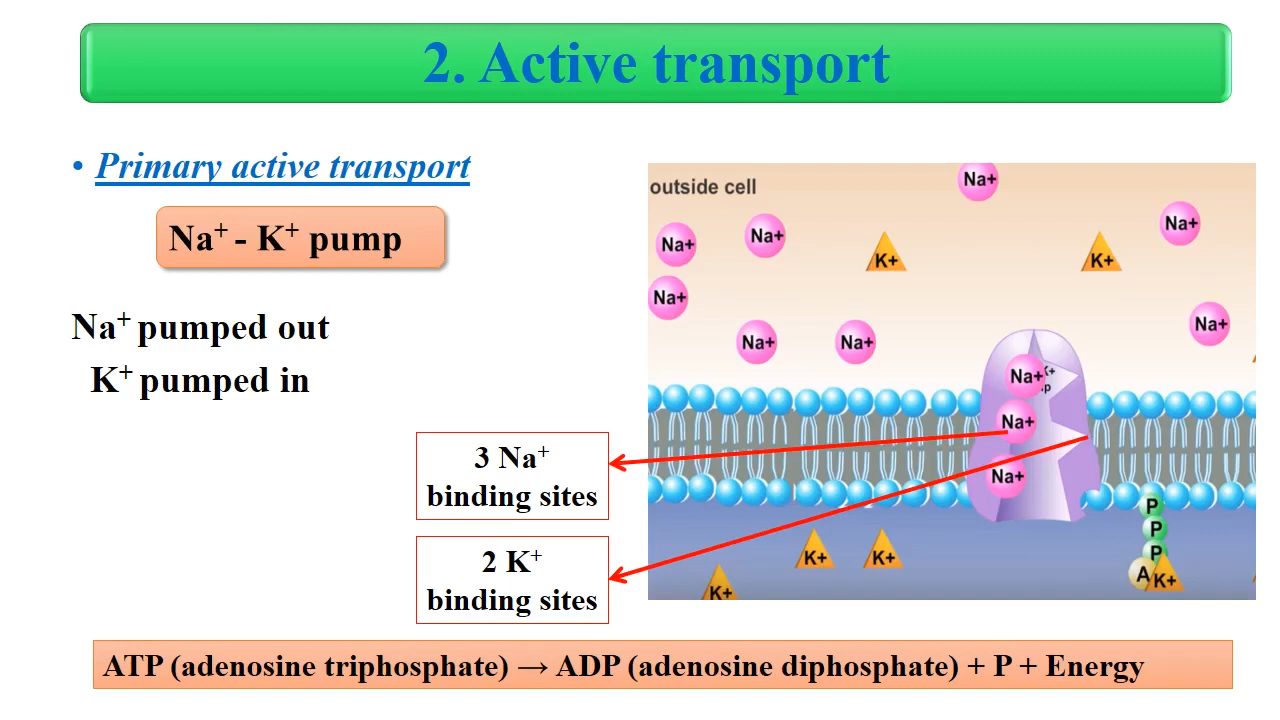 2. Active transport
• Primary active transport
Na⁺ - K⁺ pump
Na⁺ pumped out
K⁺ pumped in
3 Na⁺
binding sites
2 K⁺
binding sites
outside cell
Na+
Na+
Na+
Na+
K+
K+
Na+
Na+
Na+
Na+
Na+
Na+
Na+
K+
K+
K+
P
P
P
A
K+
ATP (adenosine triphosphate) → ADP (adenosine diphosphate) + P + Energy